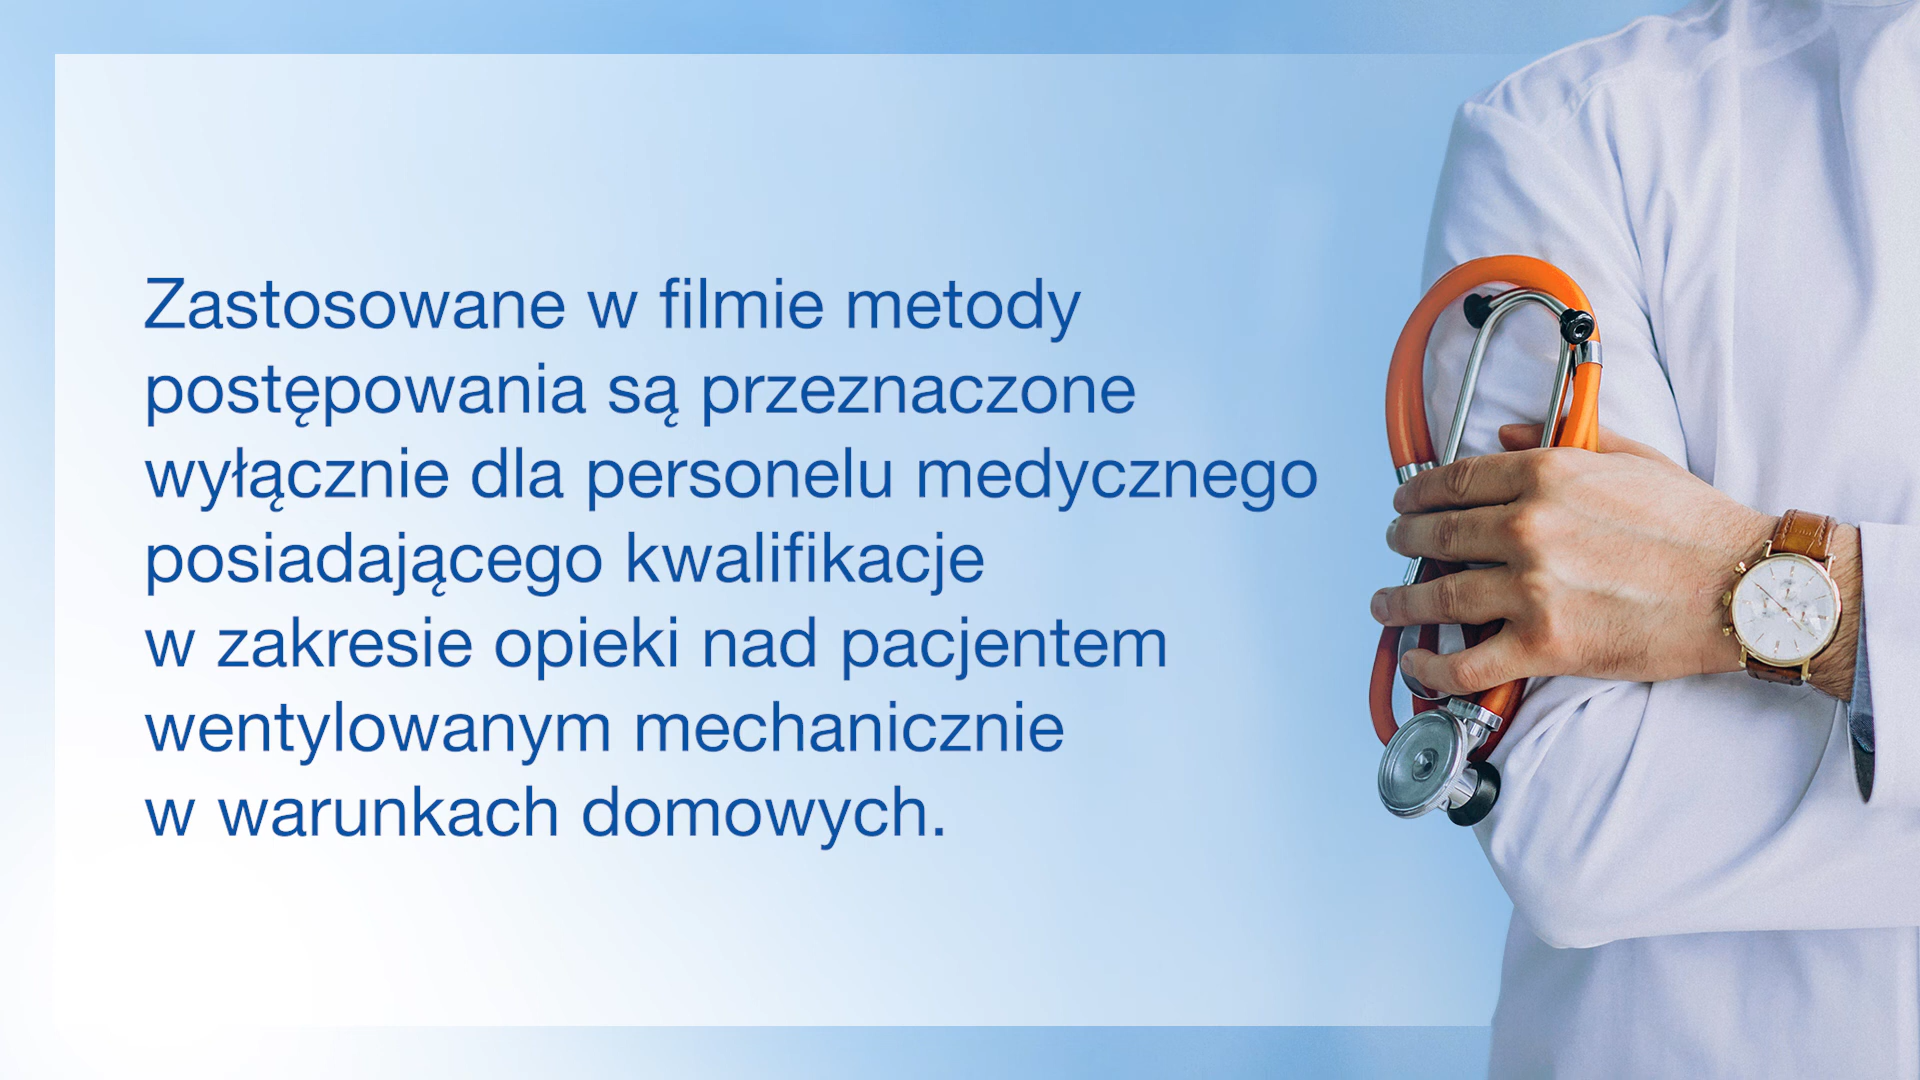 Zastosowane w filmie metody
postępowania są przeznaczone
wyłącznie dla personelu medycznego
posiadającego kwalifikacje
w zakresie opieki nad pacjentem
wentylowanym mechanicznie
w warunkach domowych.